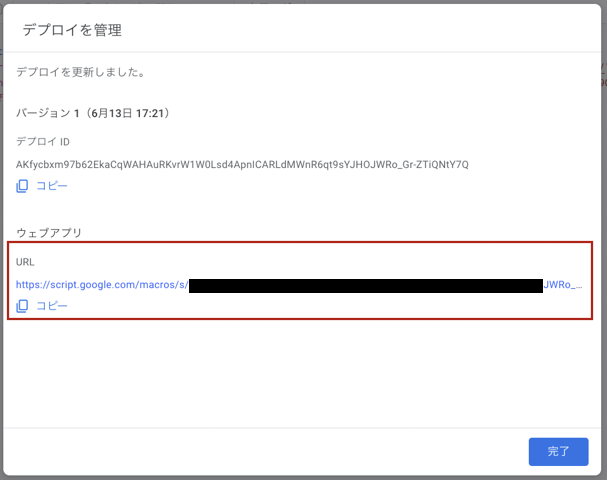 デプロイを管理
デプロイを更新しました。
バージョン 1（6月13日 17:21）
デプロイ ID
AKfycbxm97b62EkaCqWAHAuRKvrW1W0Lsd4ApnICARLdMWnR6qt9sYJHOJWRo_Gr-ZTiQNtY7Q
コピー
ウェブアプリ
URL
https://script.google.com/macros/s/ JWRo_...
コピー
完了